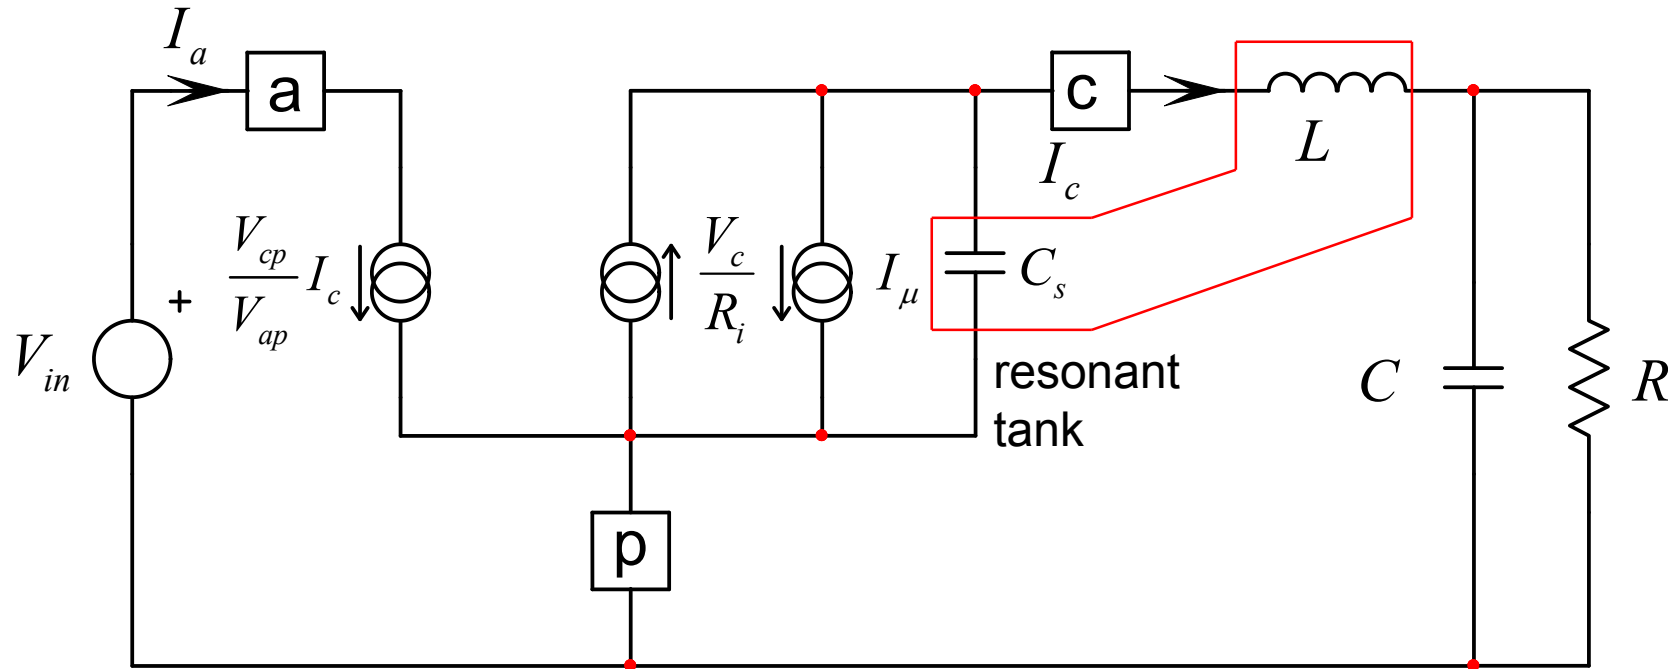 I_a
a
c
L
I_c
V_cp
V_ap
I_c
V_c
R_i
I_μ
C_s
+
V_in
resonant
tank
C
R
p